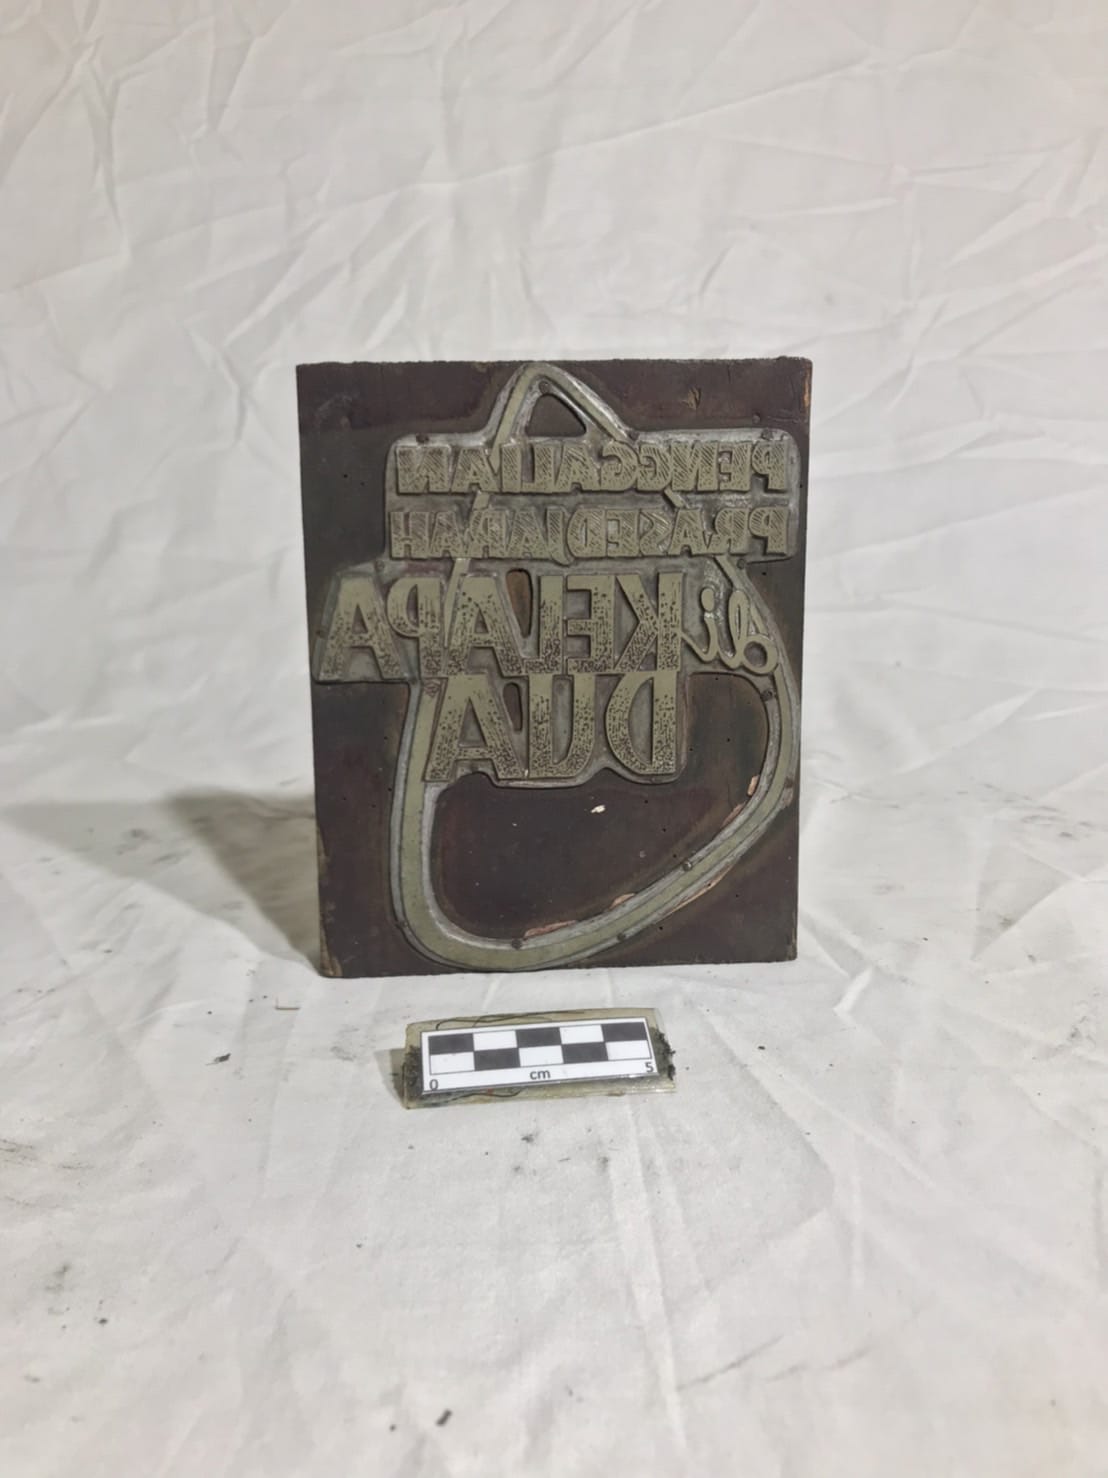 PENGGALIAN
PRASEDJARAH
di KELAPA
DUA
0 cm 5